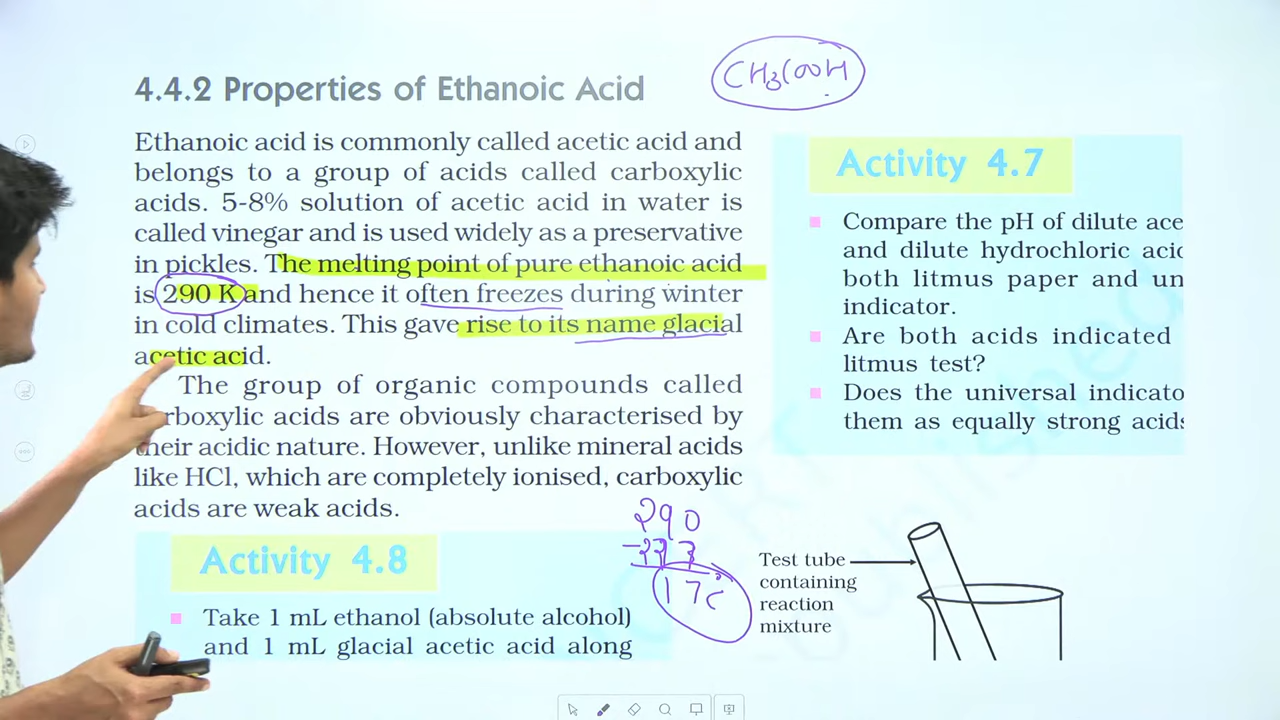 CH3COOH
4.4.2 Properties of Ethanoic Acid
Ethanoic acid is commonly called acetic acid and
belongs to a group of acids called carboxylic
acids. 5-8% solution of acetic acid in water is
called vinegar and is used widely as a preservative
in pickles. The melting point of pure ethanoic acid
is 290 K and hence it often freezes during winter
in cold climates. This gave rise to its name glacial
acetic acid.
The group of organic compounds called
carboxylic acids are obviously characterised by
their acidic nature. However, unlike mineral acids
like HCl, which are completely ionised, carboxylic
acids are weak acids.
Activity 4.7
Compare the pH of dilute ace
and dilute hydrochloric aci
both litmus paper and un
indicator.
Are both acids indicated
litmus test?
Does the universal indicato
them as equally strong acids
290
-273
17°C
Activity 4.8
Take 1 mL ethanol (absolute alcohol)
and 1 mL glacial acetic acid along
Test tube
containing
reaction
mixture